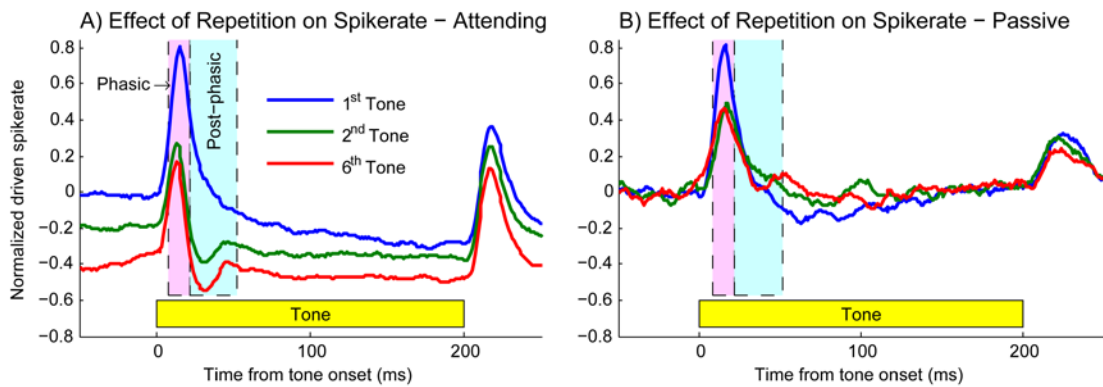 A) Effect of Repetition on Spikerate − Attending
Normalized driven spikerate
0.8
0.6
0.4
0.2
0
−0.2
−0.4
−0.6
−0.8
Phasic
Post−phasic
1st Tone
2nd Tone
6th Tone
Tone
0
100
200
Time from tone onset (ms)
B) Effect of Repetition on Spikerate − Passive
0.8
0.6
0.4
0.2
0
−0.2
−0.4
−0.6
−0.8
Tone
0
100
200
Time from tone onset (ms)